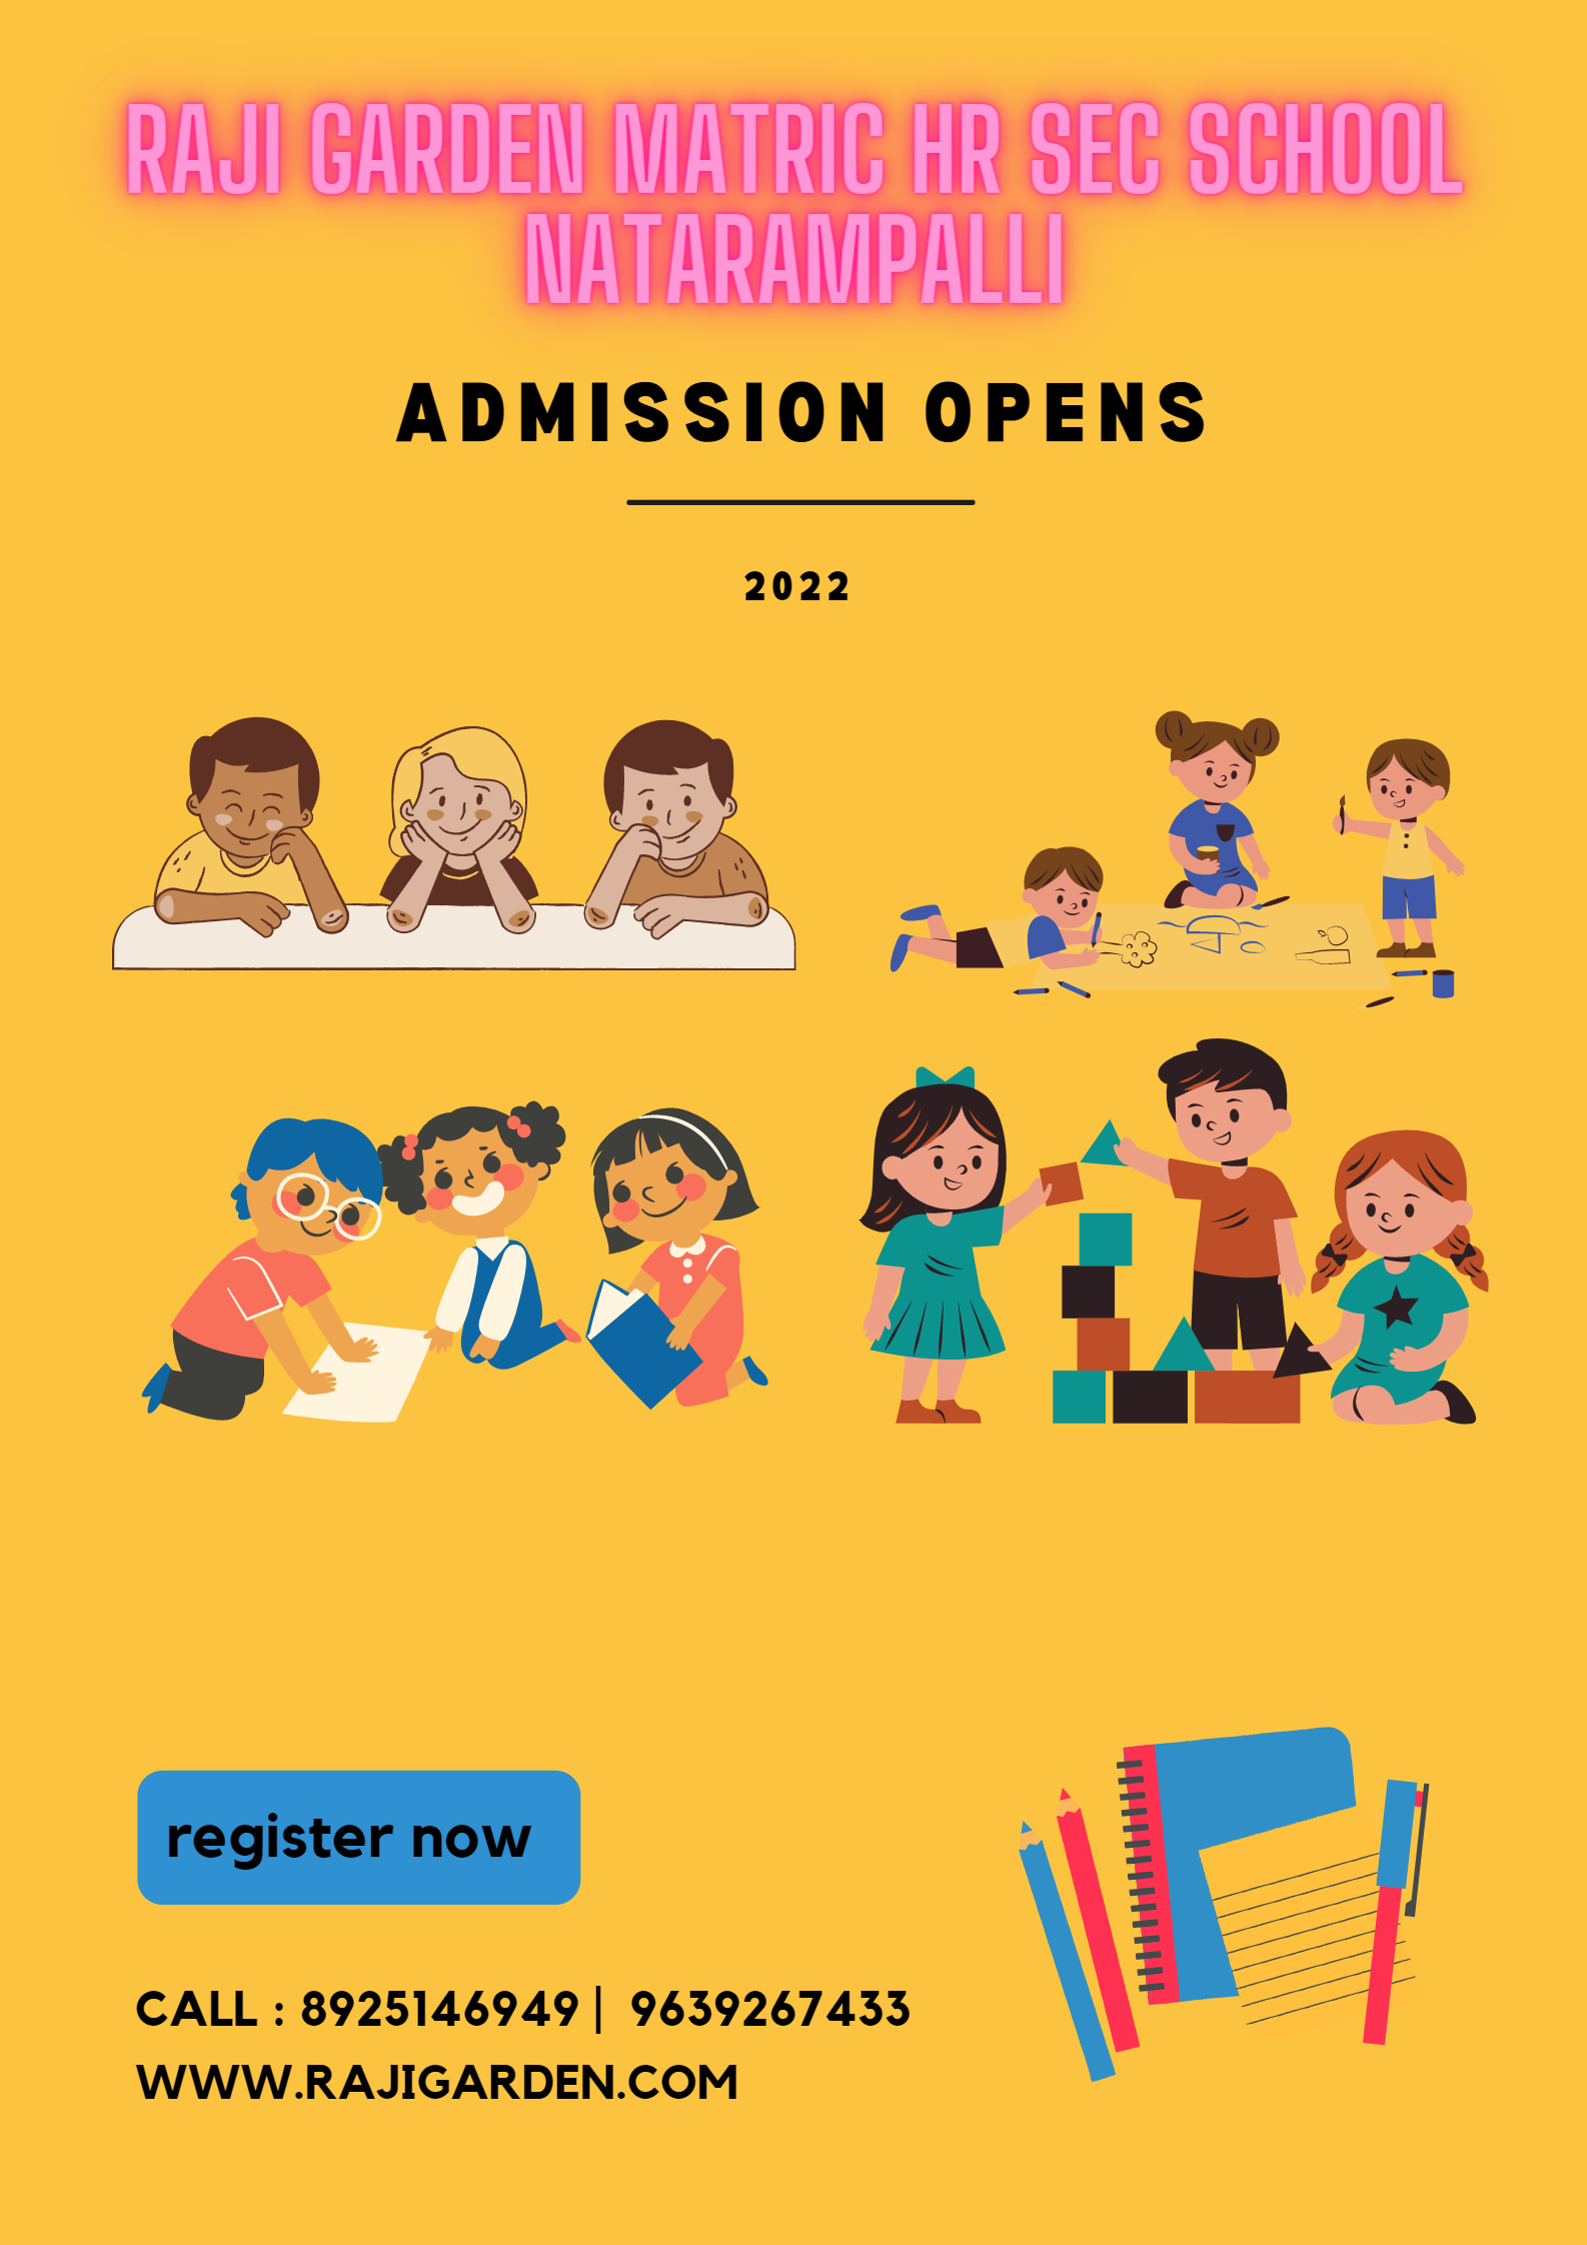 RAJI GARDEN MATRIC HR SEC SCHOOL
NATARAMPALLI
ADMISSION OPENS
2022
register now
CALL : 8925146949 | 9639267433
WWW.RAJIGARDEN.COM